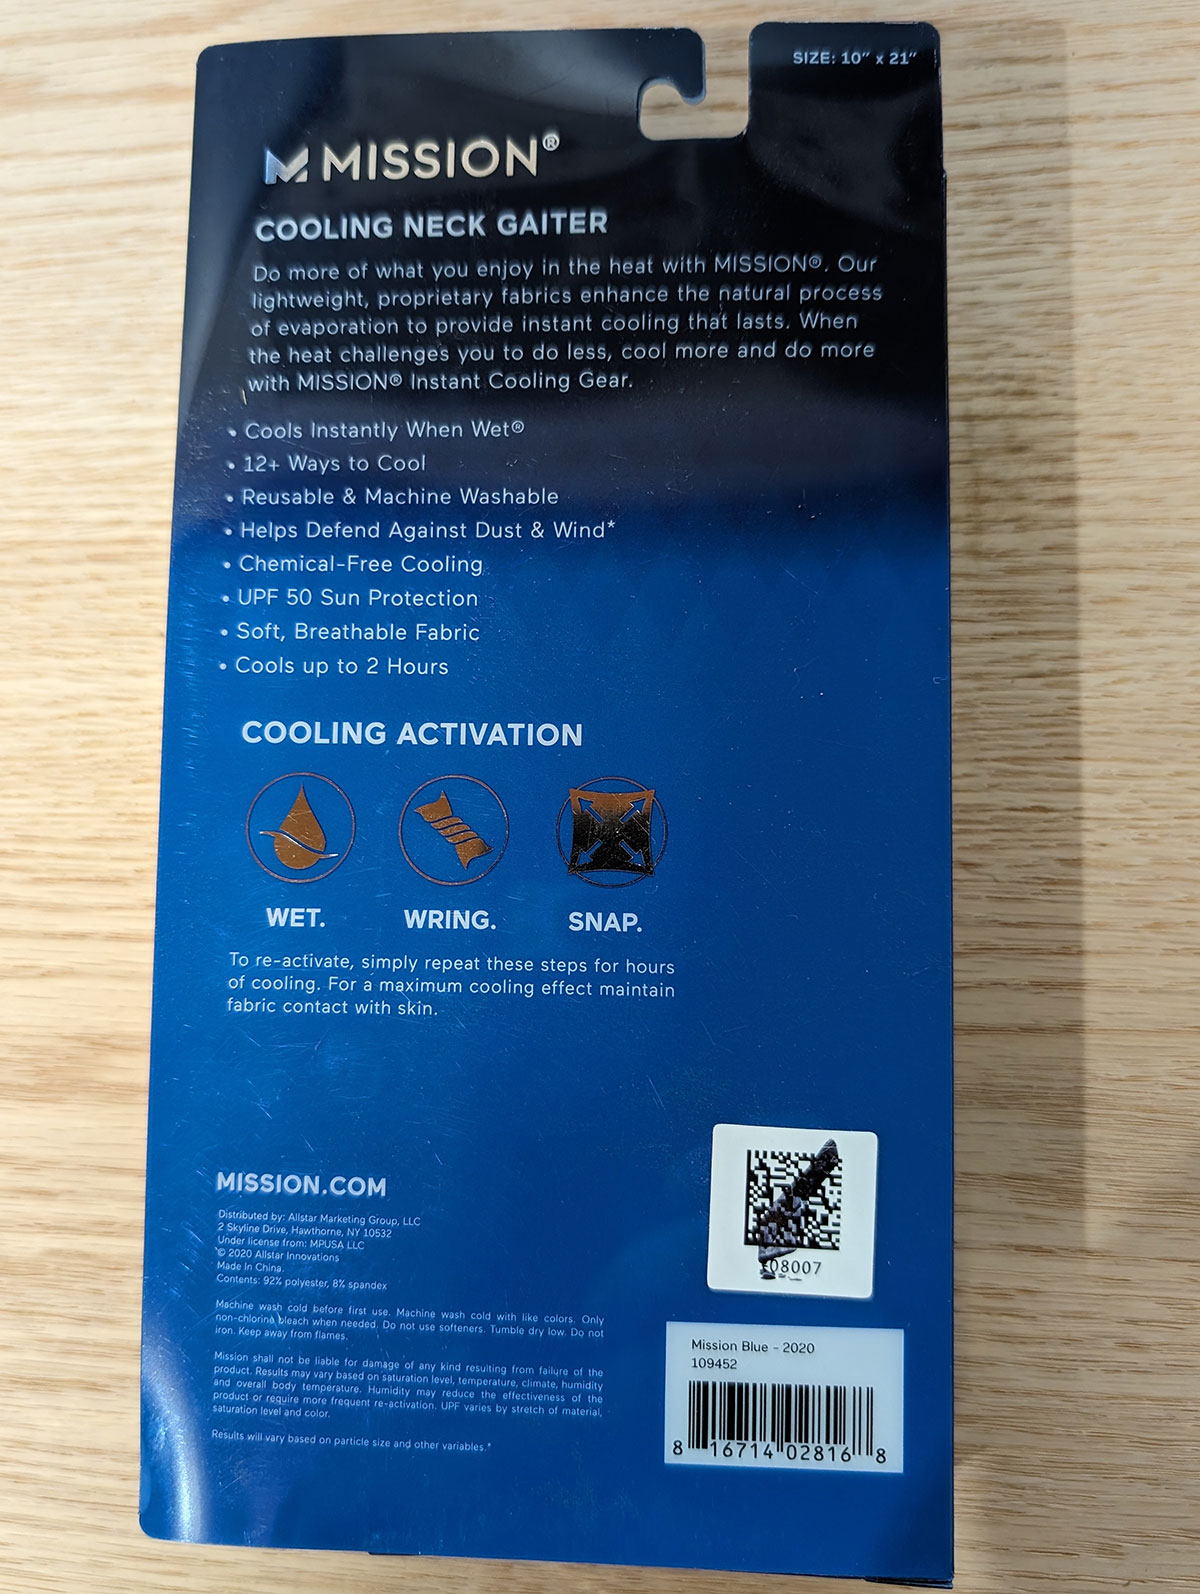 SIZE: 10" x 21"
MISSION®
COOLING NECK GAITER
Do more of what you enjoy in the heat with MISSION®. Our
lightweight, proprietary fabrics enhance the natural process
of evaporation to provide instant cooling that lasts. When
the heat challenges you to do less, cool more and do more
with MISSION® Instant Cooling Gear.
• Cools Instantly When Wet®
• 12+ Ways to Cool
• Reusable & Machine Washable
• Helps Defend Against Dust & Wind*
• Chemical-Free Cooling
• UPF 50 Sun Protection
• Soft, Breathable Fabric
• Cools up to 2 Hours
COOLING ACTIVATION
WET. WRING. SNAP.
To re-activate, simply repeat these steps for hours
of cooling. For a maximum cooling effect maintain
fabric contact with skin.
MISSION.COM
Distributed by: Allstar Marketing Group, LLC
2 Skyline Drive, Hawthorne, NY 10532
Under license from: MPUSA LLC
© 2020 Allstar Innovations
Made In China.
Contents: 92% polyester, 8% spandex
Machine wash cold before first use. Machine wash cold with like colors. Only
non-chlorine bleach when needed. Do not use softeners. Tumble dry low. Do not
iron. Keep away from flames.
Mission shall not be liable for damage of any kind resulting from failure of the
product. Results may vary based on saturation level, temperature, climate, humidity
and overall body temperature. Humidity may reduce the effectiveness of the
product or require more frequent re-activation. UPF varies by stretch of material,
saturation level and color.
Results will vary based on particle size and other variables.*
08007
Mission Blue - 2020
109452
8 16714 02816 8